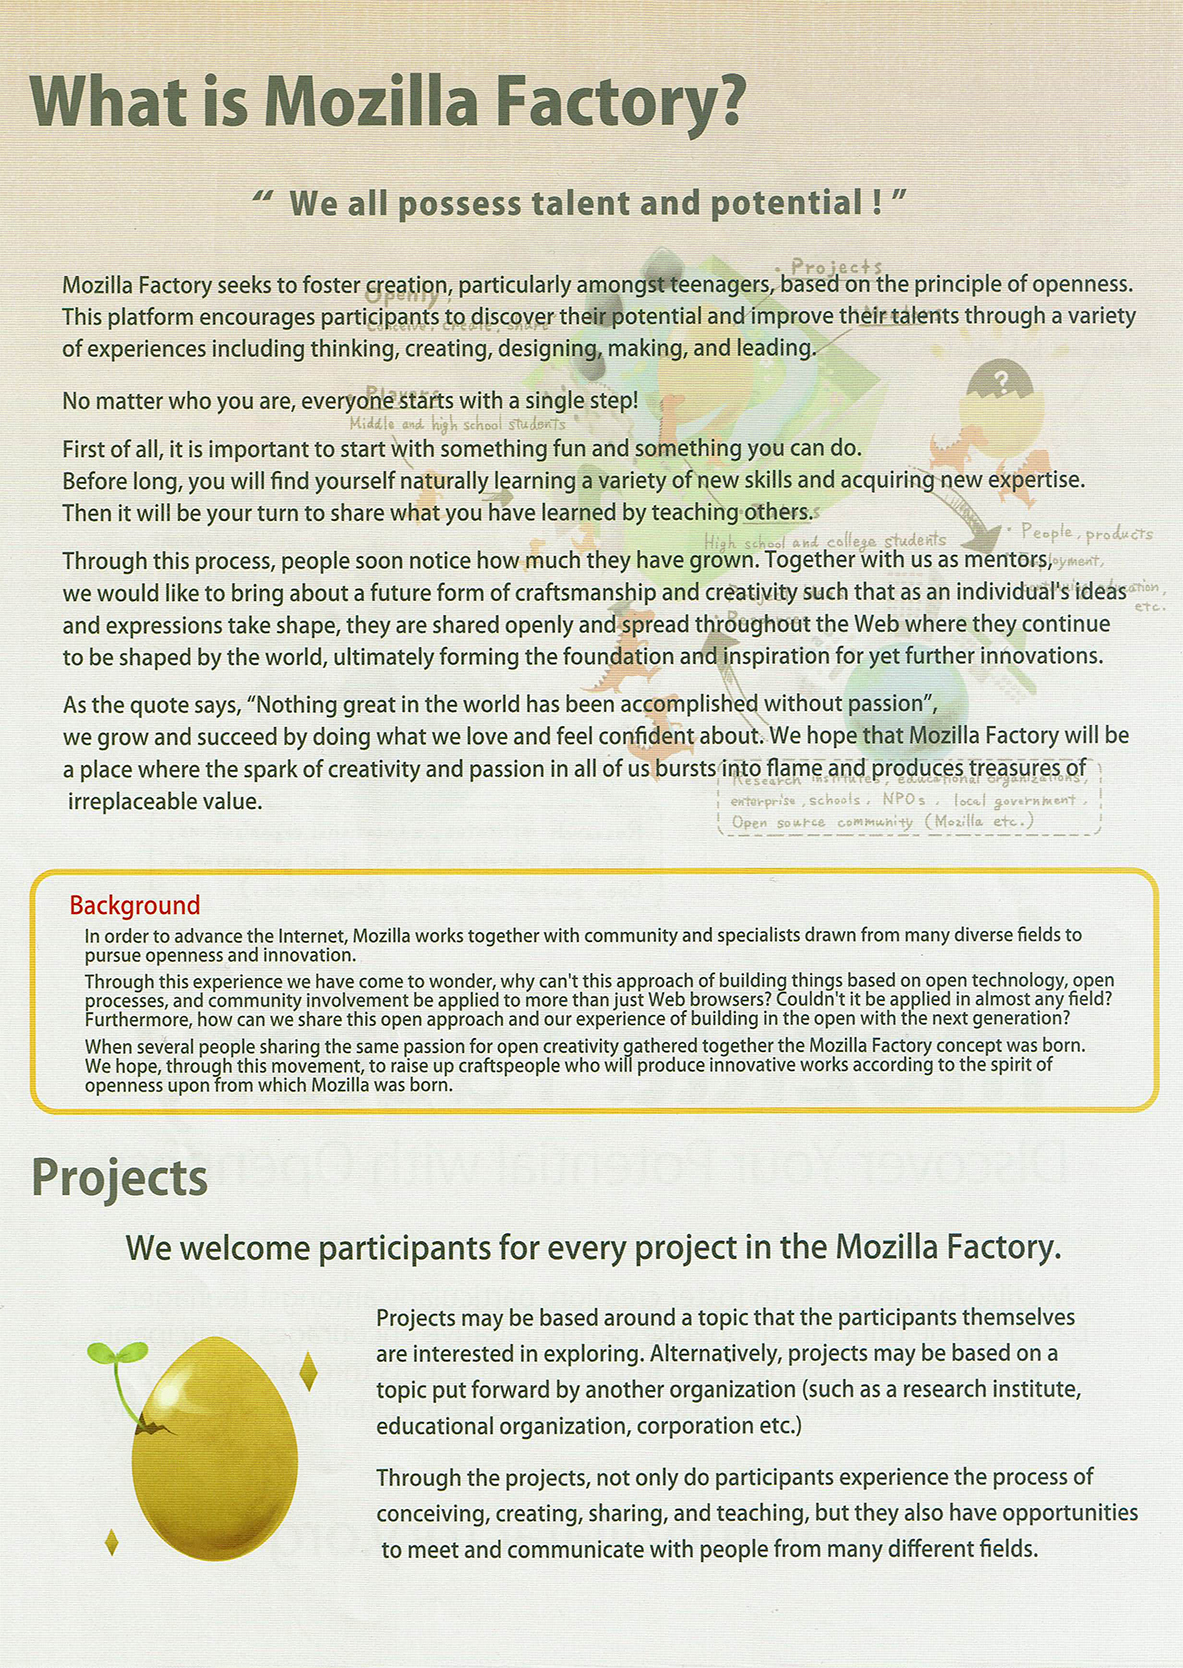 What is Mozilla Factory?
“ We all possess talent and potential ! ”
Mozilla Factory seeks to foster creation, particularly amongst teenagers, based on the principle of openness.
This platform encourages participants to discover their potential and improve their talents through a variety
of experiences including thinking, creating, designing, making, and leading.
No matter who you are, everyone starts with a single step!
First of all, it is important to start with something fun and something you can do.
Before long, you will find yourself naturally learning a variety of new skills and acquiring new expertise.
Then it will be your turn to share what you have learned by teaching others.
Through this process, people soon notice how much they have grown. Together with us as mentors,
we would like to bring about a future form of craftsmanship and creativity such that as an individual's ideas
and expressions take shape, they are shared openly and spread throughout the Web where they continue
to be shaped by the world, ultimately forming the foundation and inspiration for yet further innovations.
As the quote says, “Nothing great in the world has been accomplished without passion”,
we grow and succeed by doing what we love and feel confident about. We hope that Mozilla Factory will be
a place where the spark of creativity and passion in all of us bursts into flame and produces treasures of
irreplaceable value.
Projects
Openly,
Conceive, create, share
?
Players
Middle and high school students
High school and college students
People, products
etc.
Research institutes, educational organizations,
enterprise, schools, NPOs, local government,
Open source community (Mozilla etc.)
Background
In order to advance the Internet, Mozilla works together with community and specialists drawn from many diverse fields to
pursue openness and innovation.
Through this experience we have come to wonder, why can't this approach of building things based on open technology, open
processes, and community involvement be applied to more than just Web browsers? Couldn't it be applied in almost any field?
Furthermore, how can we share this open approach and our experience of building in the open with the next generation?
When several people sharing the same passion for open creativity gathered together the Mozilla Factory concept was born.
We hope, through this movement, to raise up craftspeople who will produce innovative works according to the spirit of
openness upon from which Mozilla was born.
Projects
We welcome participants for every project in the Mozilla Factory.
Projects may be based around a topic that the participants themselves
are interested in exploring. Alternatively, projects may be based on a
topic put forward by another organization (such as a research institute,
educational organization, corporation etc.)
Through the projects, not only do participants experience the process of
conceiving, creating, sharing, and teaching, but they also have opportunities
to meet and communicate with people from many different fields.